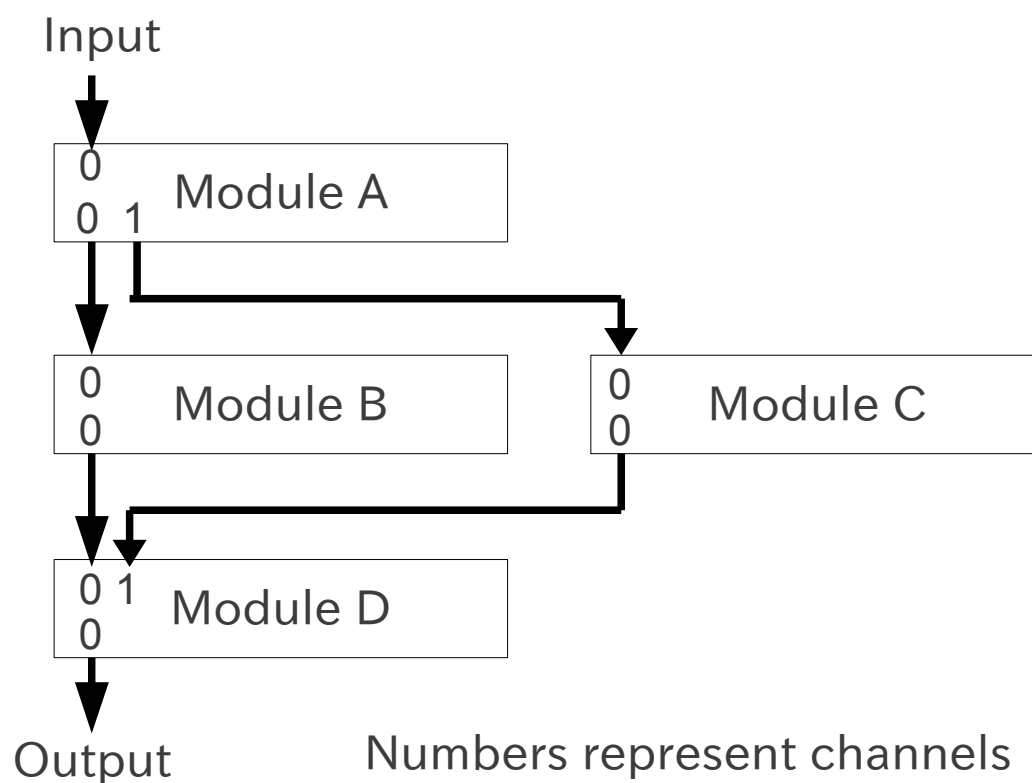 Input
0
Module A
0 1
0
Module B
0
0
Module C
0
0 1
Module D
0
Output
Numbers represent channels